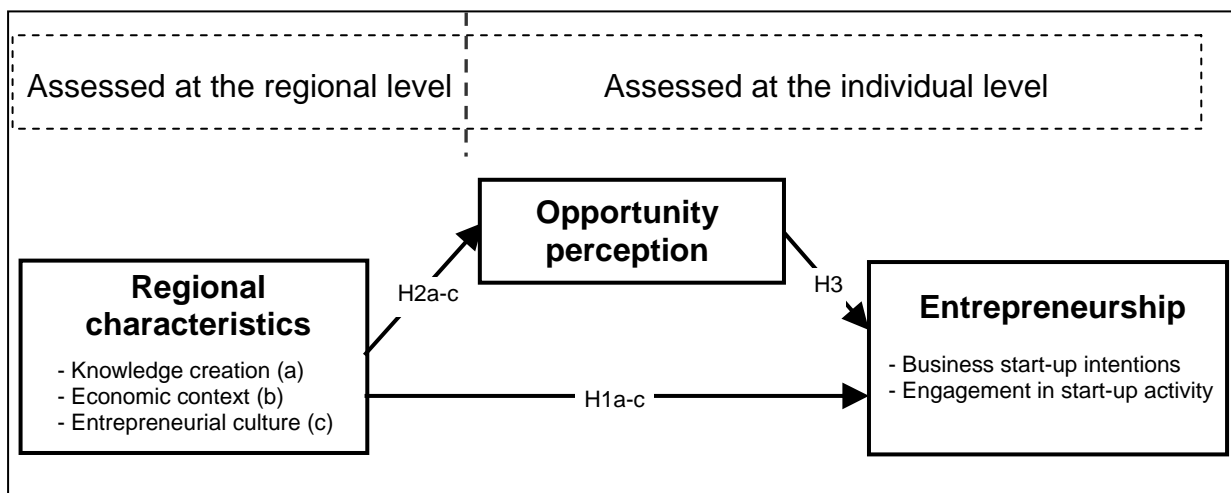 Assessed at the regional level
Assessed at the individual level
Opportunity
perception
H2a-c
H3
Regional
characteristics
- Knowledge creation (a)
- Economic context (b)
- Entrepreneurial culture (c)
H1a-c
Entrepreneurship
- Business start-up intentions
- Engagement in start-up activity